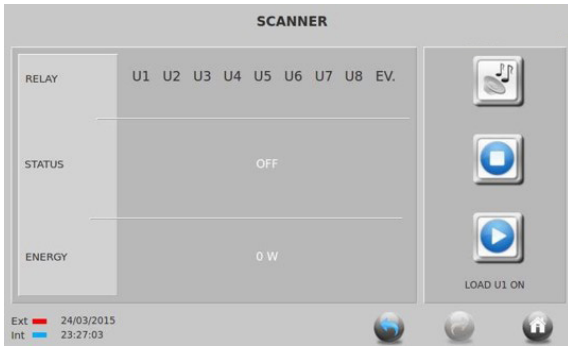 SCANNER
RELAY U1 U2 U3 U4 U5 U6 U7 U8 EV.
STATUS OFF
ENERGY 0 W
LOAD U1 ON
Ext 24/03/2015
Int 23:27:03